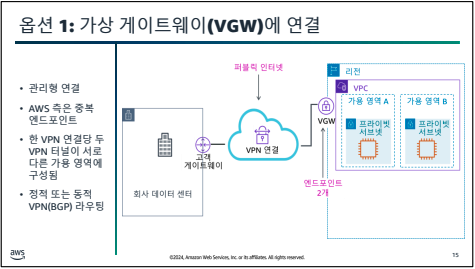 옵션 1: 가상 게이트웨이(VGW)에 연결
• 관리형 연결
• AWS 측은 중복
엔드포인트
• 한 VPN 연결당 두
VPN 터널이 서로
다른 가용 영역에
구성됨
• 정적 또는 동적
VPN(BGP) 라우팅
퍼블릭 인터넷
리전
VPC
가용 영역 A
가용 영역 B
프라이빗
서브넷
프라이빗
서브넷
VGW
VPN 연결
고객
게이트웨이
엔드포인트
2개
회사 데이터 센터
aws
©2024, Amazon Web Services, Inc. or its affiliates. All rights reserved.
15